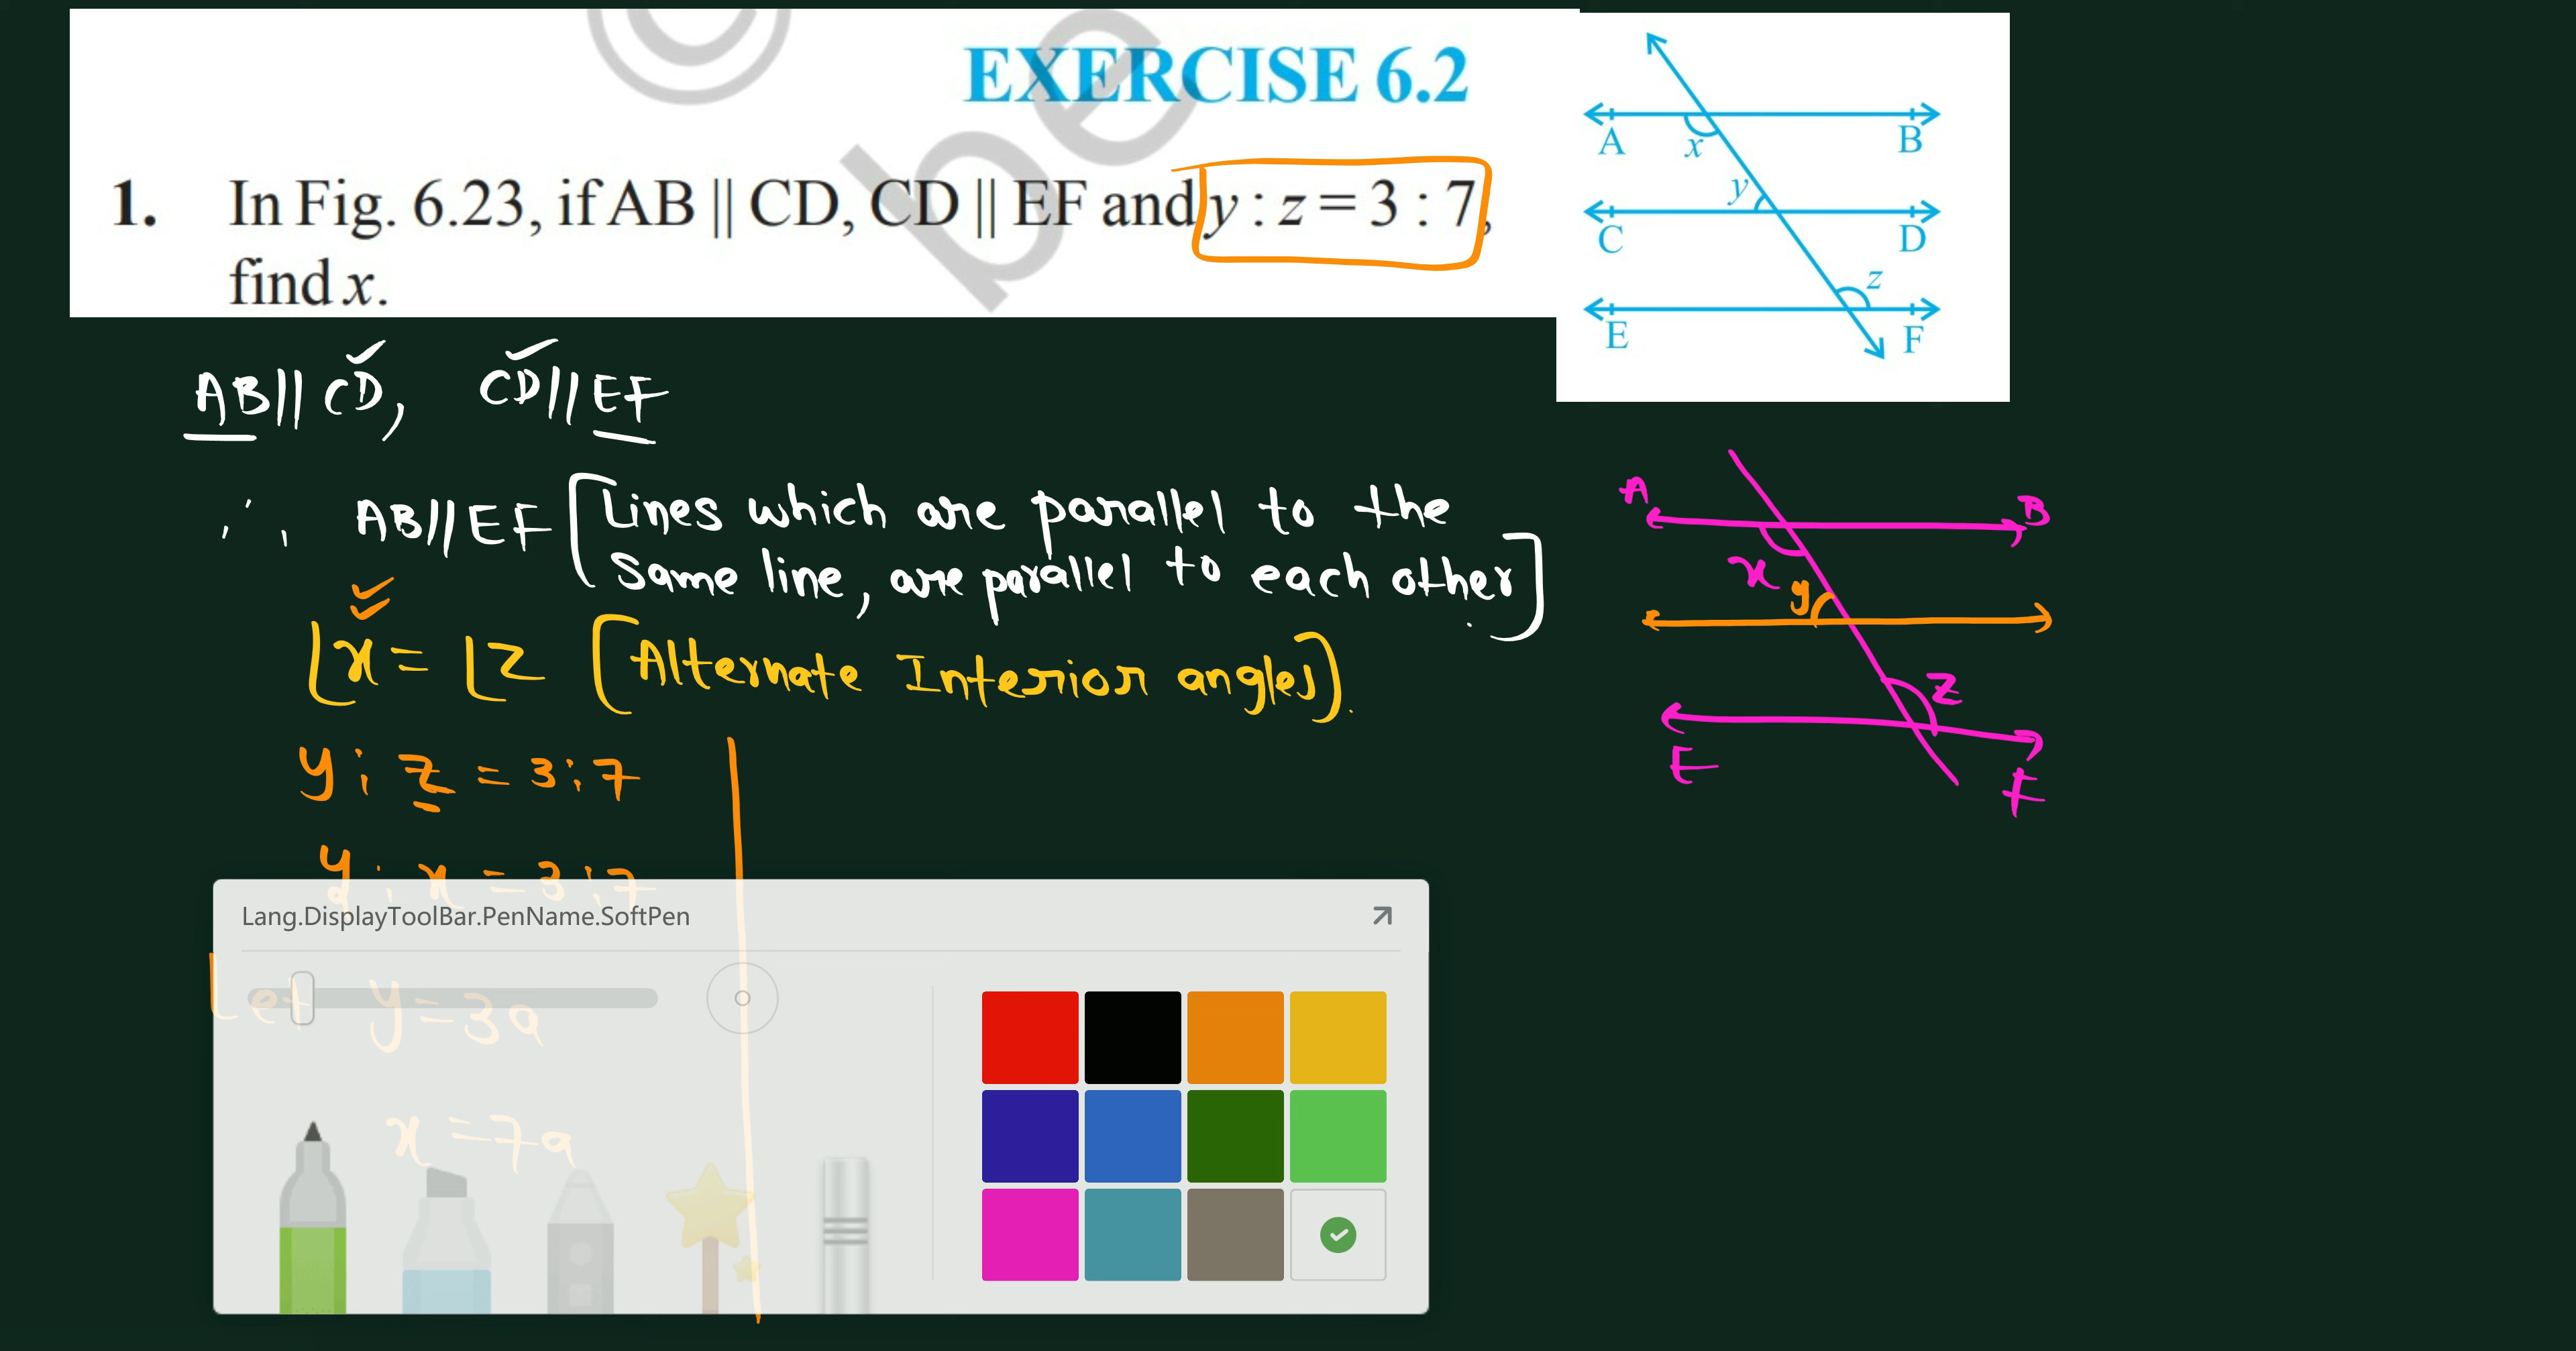 EXERCISE 6.2
1. In Fig. 6.23, if AB || CD, CD || EF and y : z = 3 : 7,
find x.
A B
x
y
C D
z
E F
be
AB || CD, CD || EF
∴ AB || EF [Lines which are parallel to the
same line, are parallel to each other]
∠x = ∠z [Alternate Interior angles].
y : z = 3 : 7
y : x = 3 : 7
Let y = 3a
x = 7a
A B
x
y
z
E F
Lang.DisplayToolBar.PenName.SoftPen